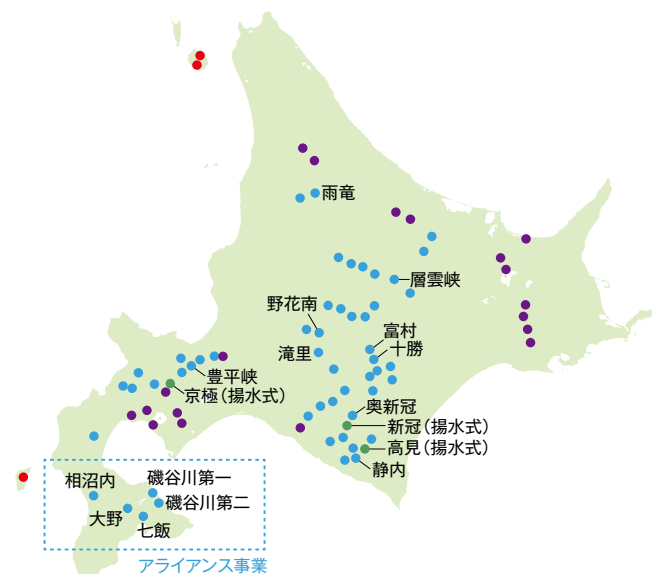 雨竜
層雲峡
野花南
富村
滝里
十勝
豊平峡
京極（揚水式）
奥新冠
新冠（揚水式）
高見（揚水式）
静内
相沼内
磯谷川第一
磯谷川第二
大野
七飯
アライアンス事業